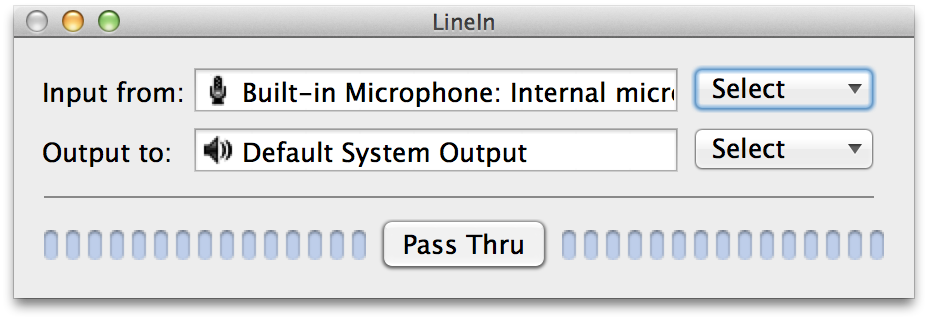 LineIn
Input from: Built-in Microphone: Internal micr Select
Output to: Default System Output Select
Pass Thru